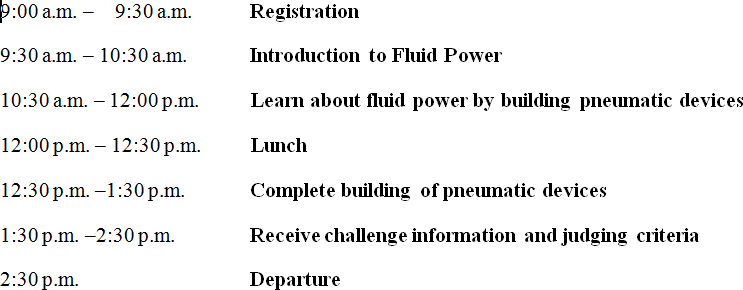 9:00 a.m. – 9:30 a.m. Registration
9:30 a.m. – 10:30 a.m. Introduction to Fluid Power
10:30 a.m. – 12:00 p.m. Learn about fluid power by building pneumatic devices
12:00 p.m. – 12:30 p.m. Lunch
12:30 p.m. –1:30 p.m. Complete building of pneumatic devices
1:30 p.m. –2:30 p.m. Receive challenge information and judging criteria
2:30 p.m. Departure